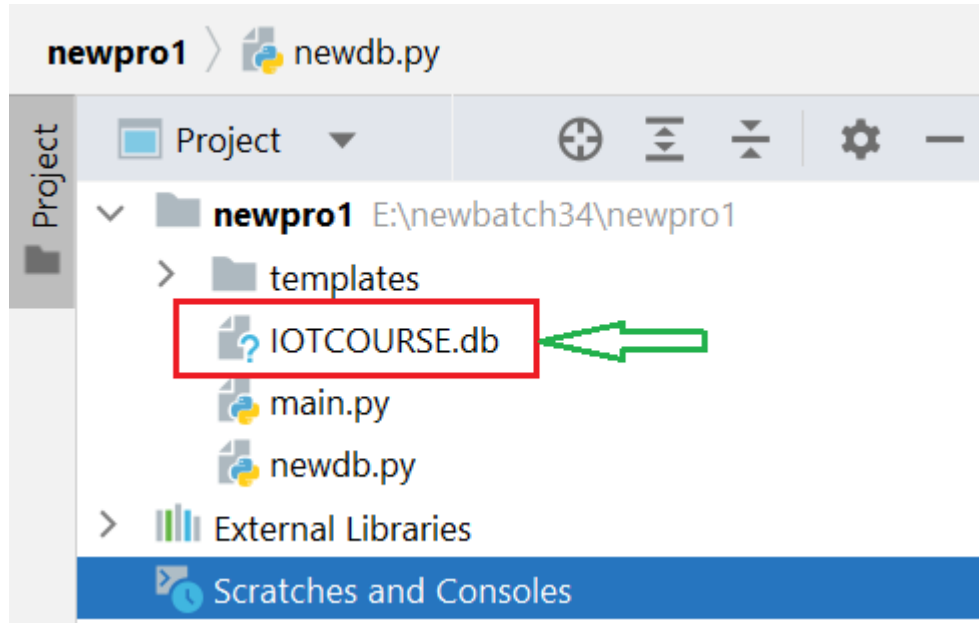 newpro1 newdb.py
Project
Project
newpro1 E:\newbatch34\newpro1
templates
IOTCOURSE.db
main.py
newdb.py
External Libraries
Scratches and Consoles